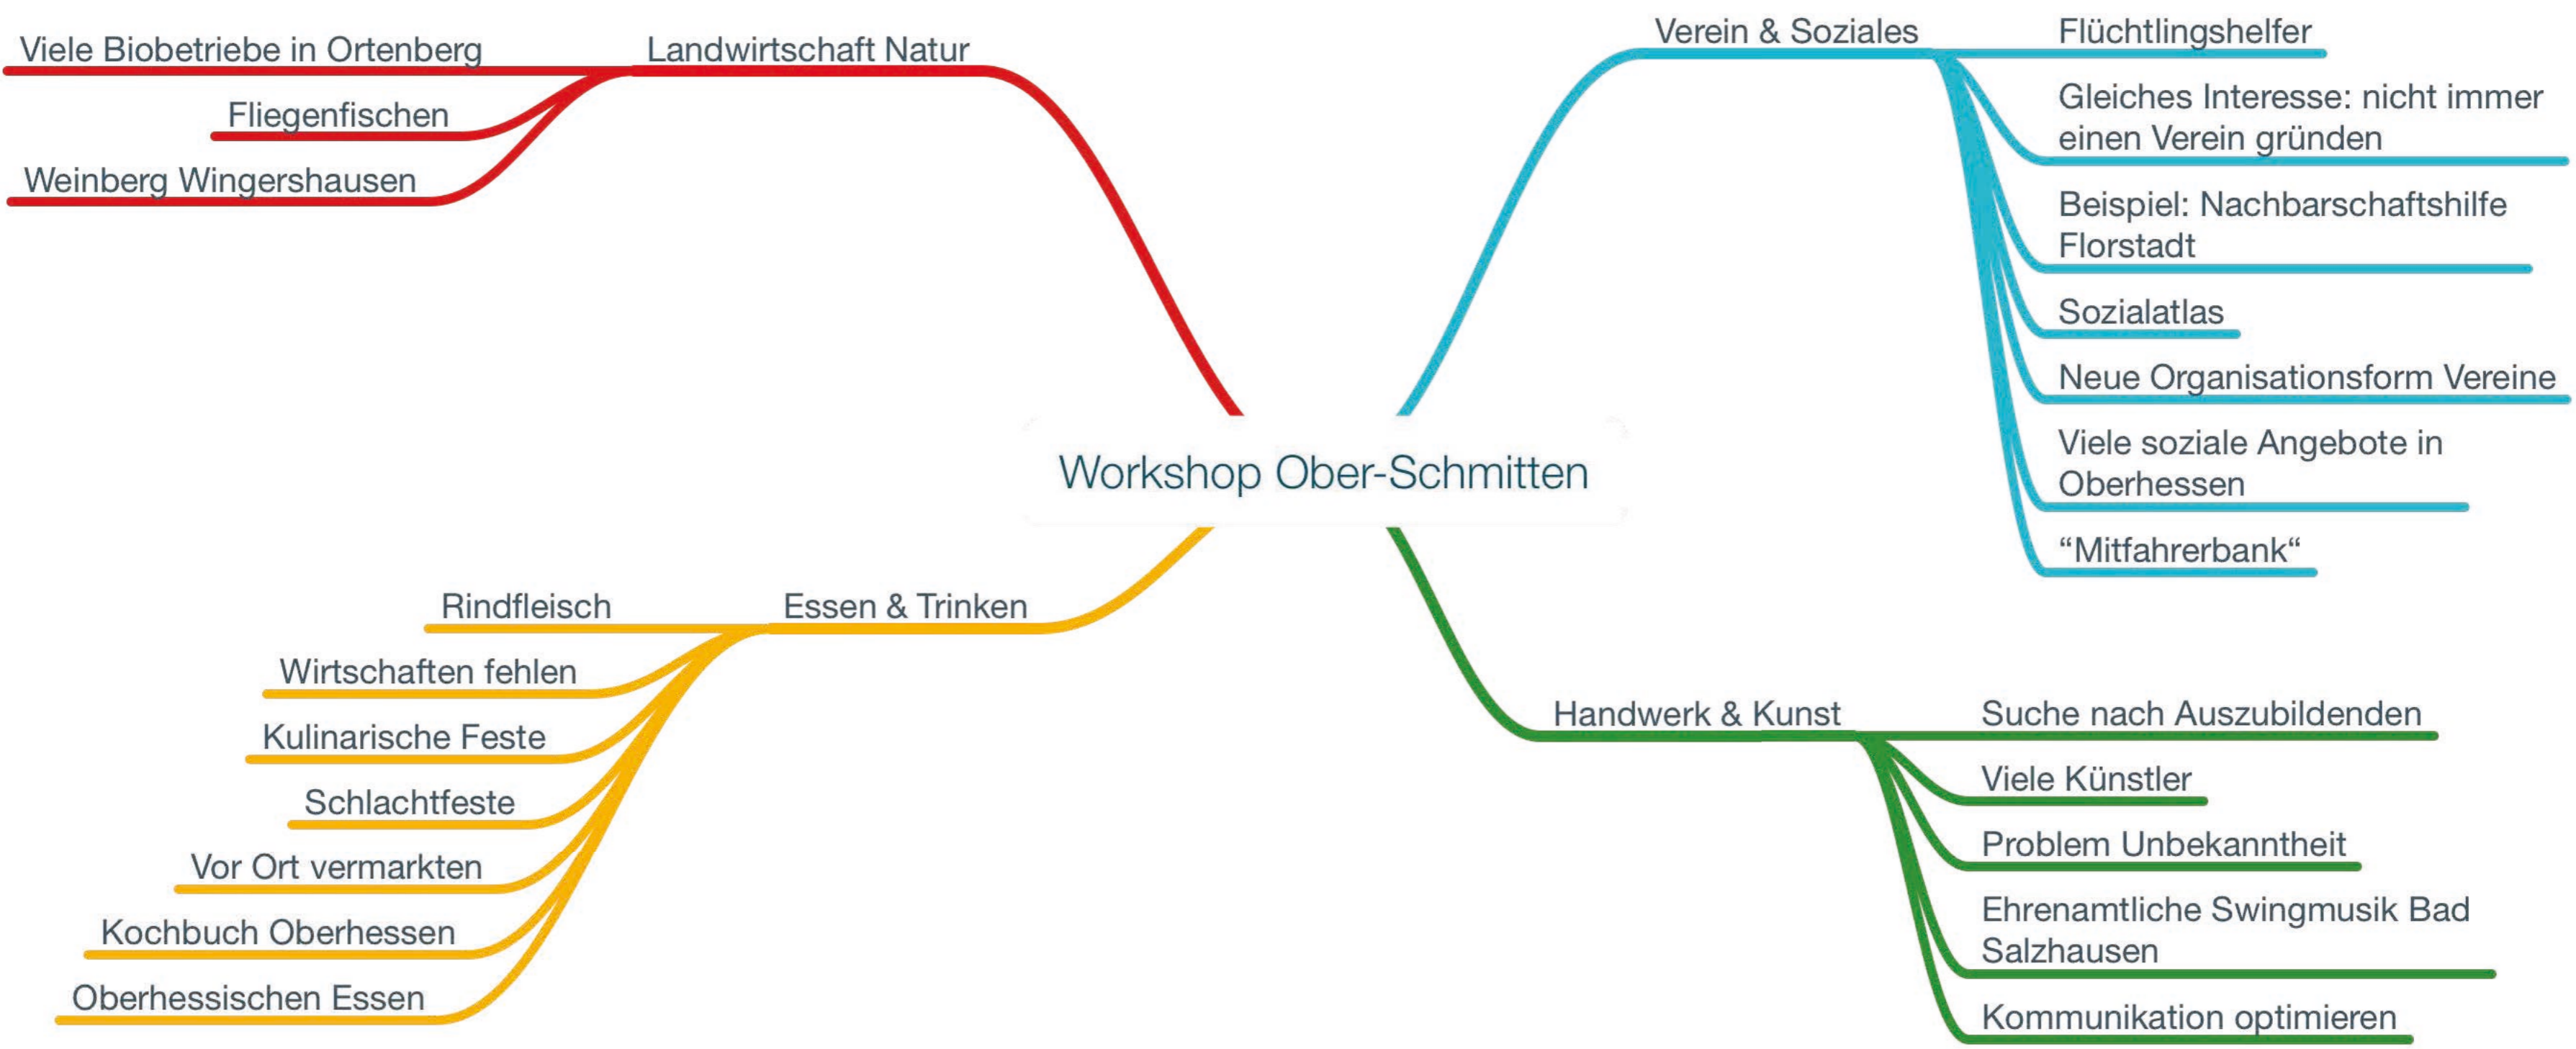 Workshop Ober-Schmitten
Landwirtschaft Natur
Viele Biobetriebe in Ortenberg
Fliegenfischen
Weinberg Wingershausen
Essen & Trinken
Rindfleisch
Wirtschaften fehlen
Kulinarische Feste
Schlachtfeste
Vor Ort vermarkten
Kochbuch Oberhessen
Oberhessischen Essen
Verein & Soziales
Flüchtlingshelfer
Gleiches Interesse: nicht immer
einen Verein gründen
Beispiel: Nachbarschaftshilfe
Florstadt
Sozialatlas
Neue Organisationsform Vereine
Viele soziale Angebote in
Oberhessen
“Mitfahrerbank“
Handwerk & Kunst
Suche nach Auszubildenden
Viele Künstler
Problem Unbekanntheit
Ehrenamtliche Swingmusik Bad
Salzhausen
Kommunikation optimieren